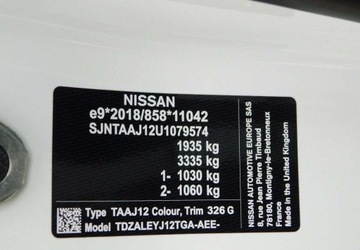 NISSAN
e9*2018/858*11042
SJNTAAJ12U1079574
1935 kg
3335 kg
1- 1030 kg
2- 1060 kg
Type TAAJ12 Colour, Trim 326 G
Model TDZALEYJ12TGA-AEE-
NISSAN AUTOMOTIVE EUROPE SAS
8, rue Jean Pierre Timbaud
78180, Montigny-le-Bretonneux
France
Made in the United Kingdom